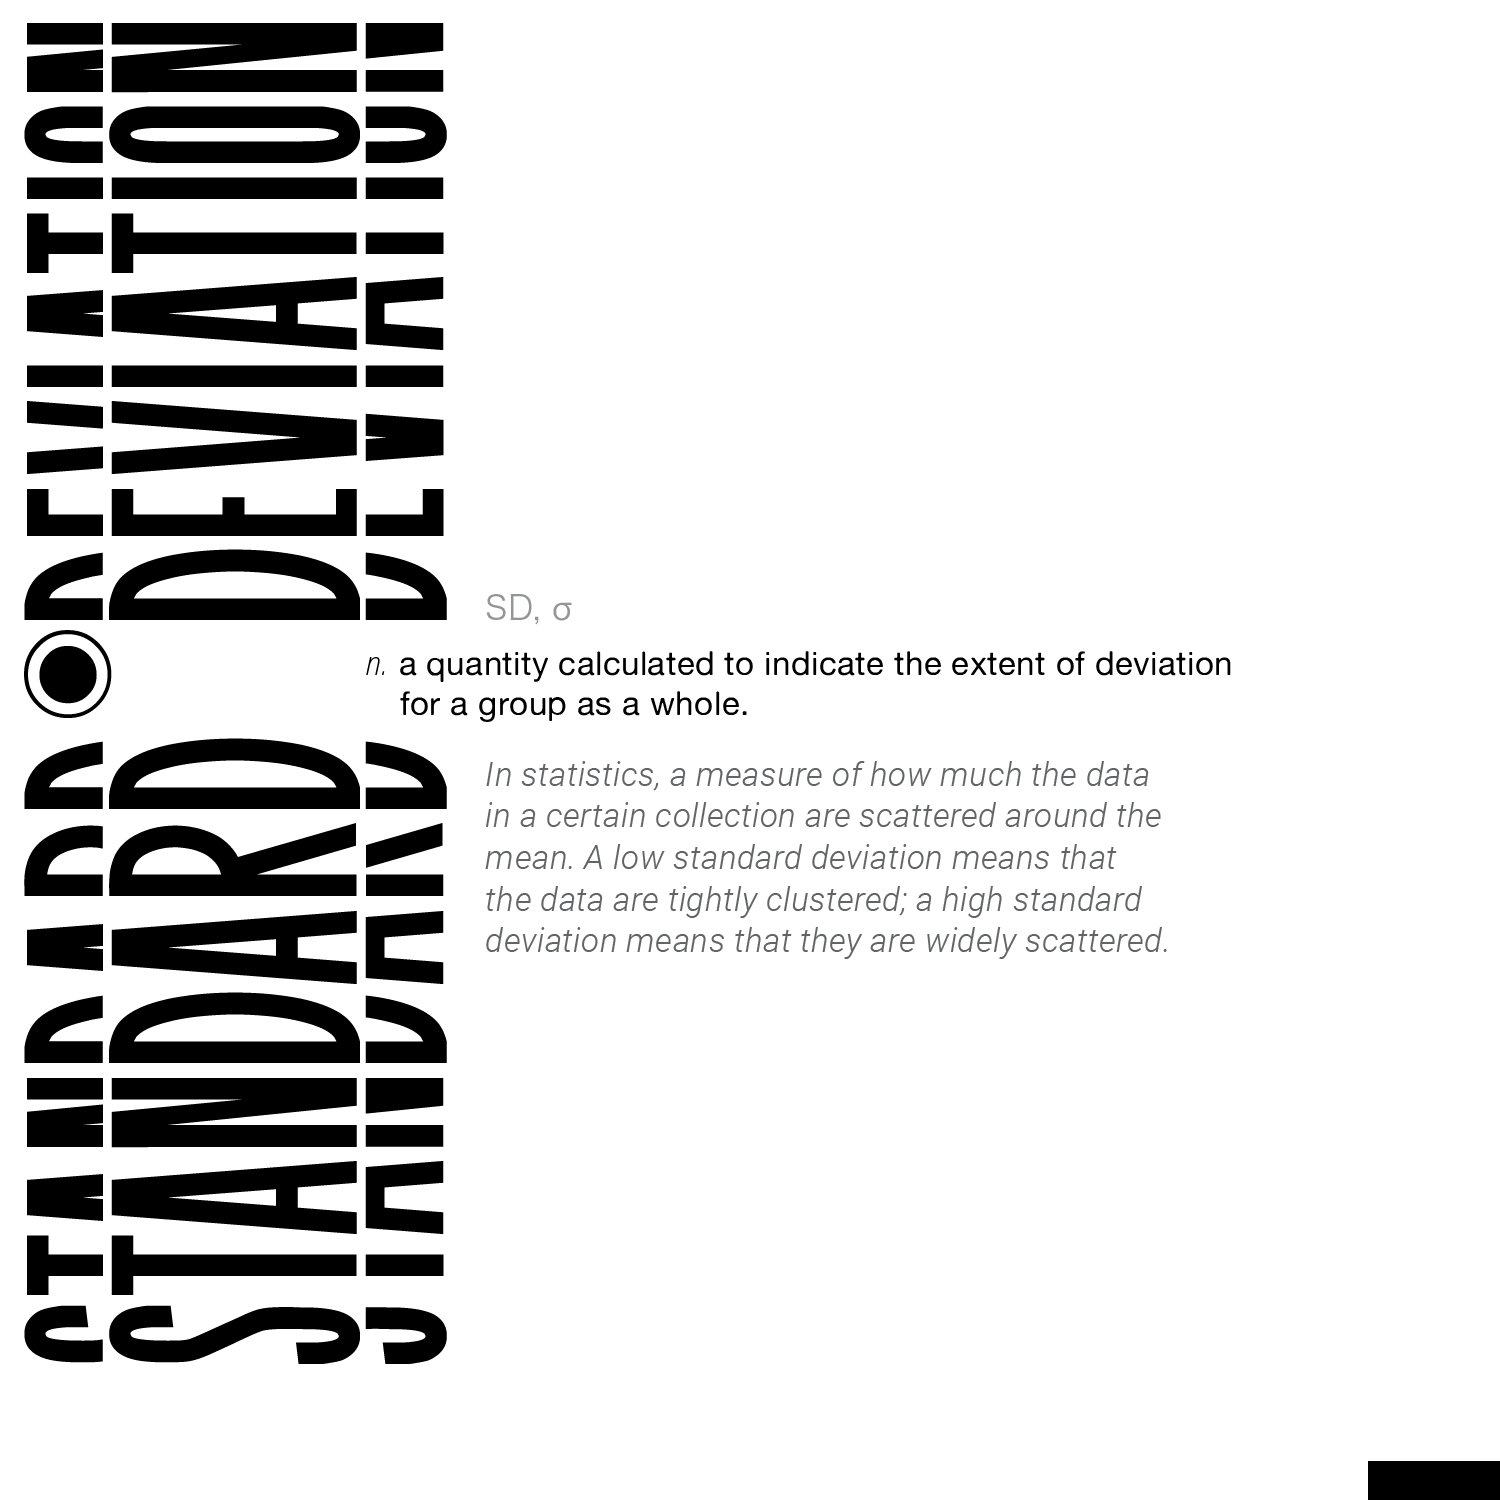 STANDARD DEVIATION
STANDARD DEVIATION
STANDARD DEVIATION
SD, σ
n. a quantity calculated to indicate the extent of deviation
for a group as a whole.
In statistics, a measure of how much the data
in a certain collection are scattered around the
mean. A low standard deviation means that
the data are tightly clustered; a high standard
deviation means that they are widely scattered.